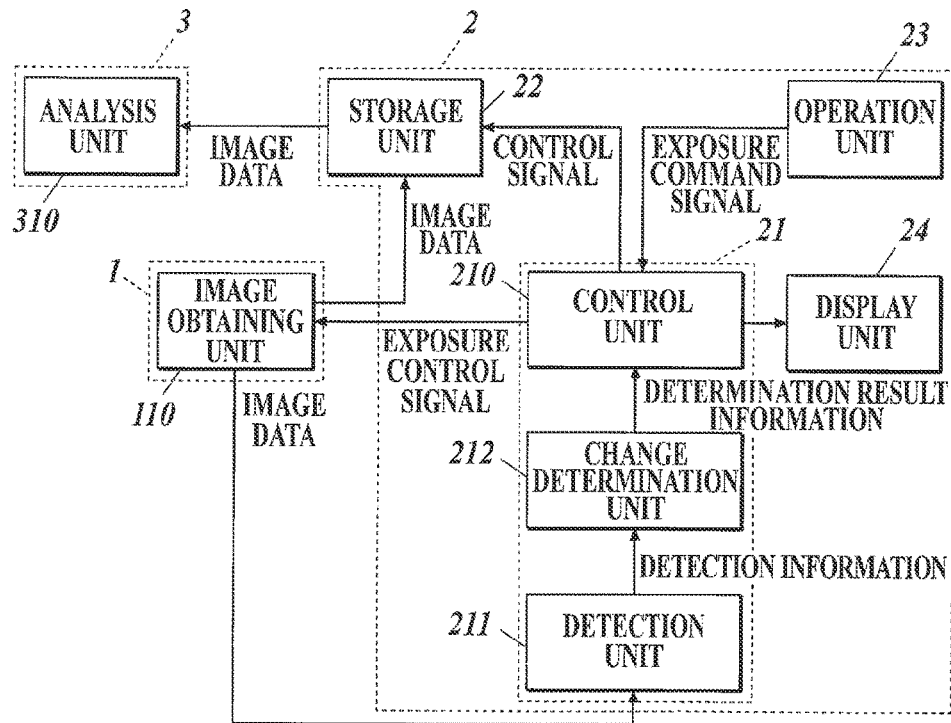 3
2
23
ANALYSIS
UNIT
310
IMAGE
DATA
STORAGE
UNIT
22
CONTROL
SIGNAL
EXPOSURE
COMMAND
SIGNAL
OPERATION
UNIT
IMAGE
DATA
21
24
1
IMAGE
OBTAINING
UNIT
110
IMAGE
DATA
EXPOSURE
CONTROL
SIGNAL
210
CONTROL
UNIT
DISPLAY
UNIT
DETERMINATION RESULT
INFORMATION
212
CHANGE
DETERMINATION
UNIT
DETECTION INFORMATION
211
DETECTION
UNIT